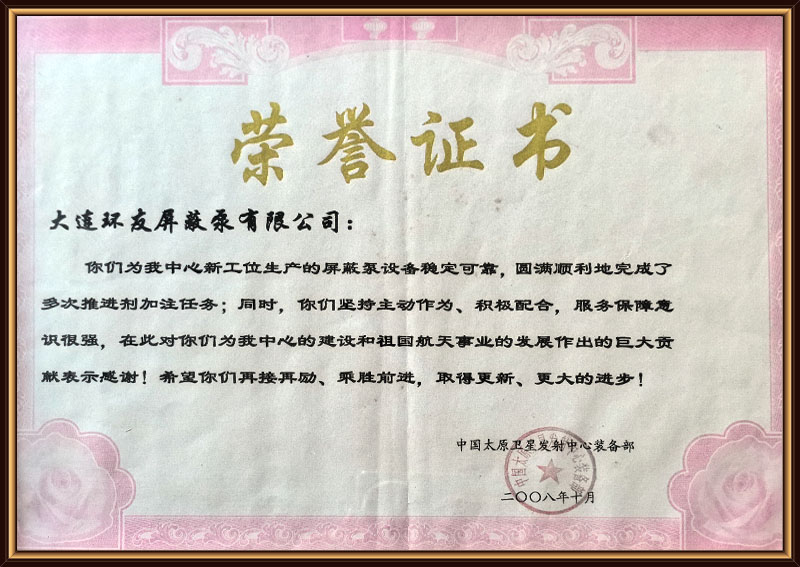 荣誉证书
大连环友屏蔽泵有限公司：
你们为我中心新工位生产的屏蔽泵设备稳定可靠，圆满顺利地完成了
多次推进剂加注任务；同时，你们坚持主动作为、积极配合，服务保障意
识很强，在此对你们为我中心的建设和祖国航天事业的发展作出的巨大贡
献表示感谢！希望你们再接再励、乘胜前进，取得更新、更大的进步！
中国太原卫星发射中心装备部
二〇〇八年十月